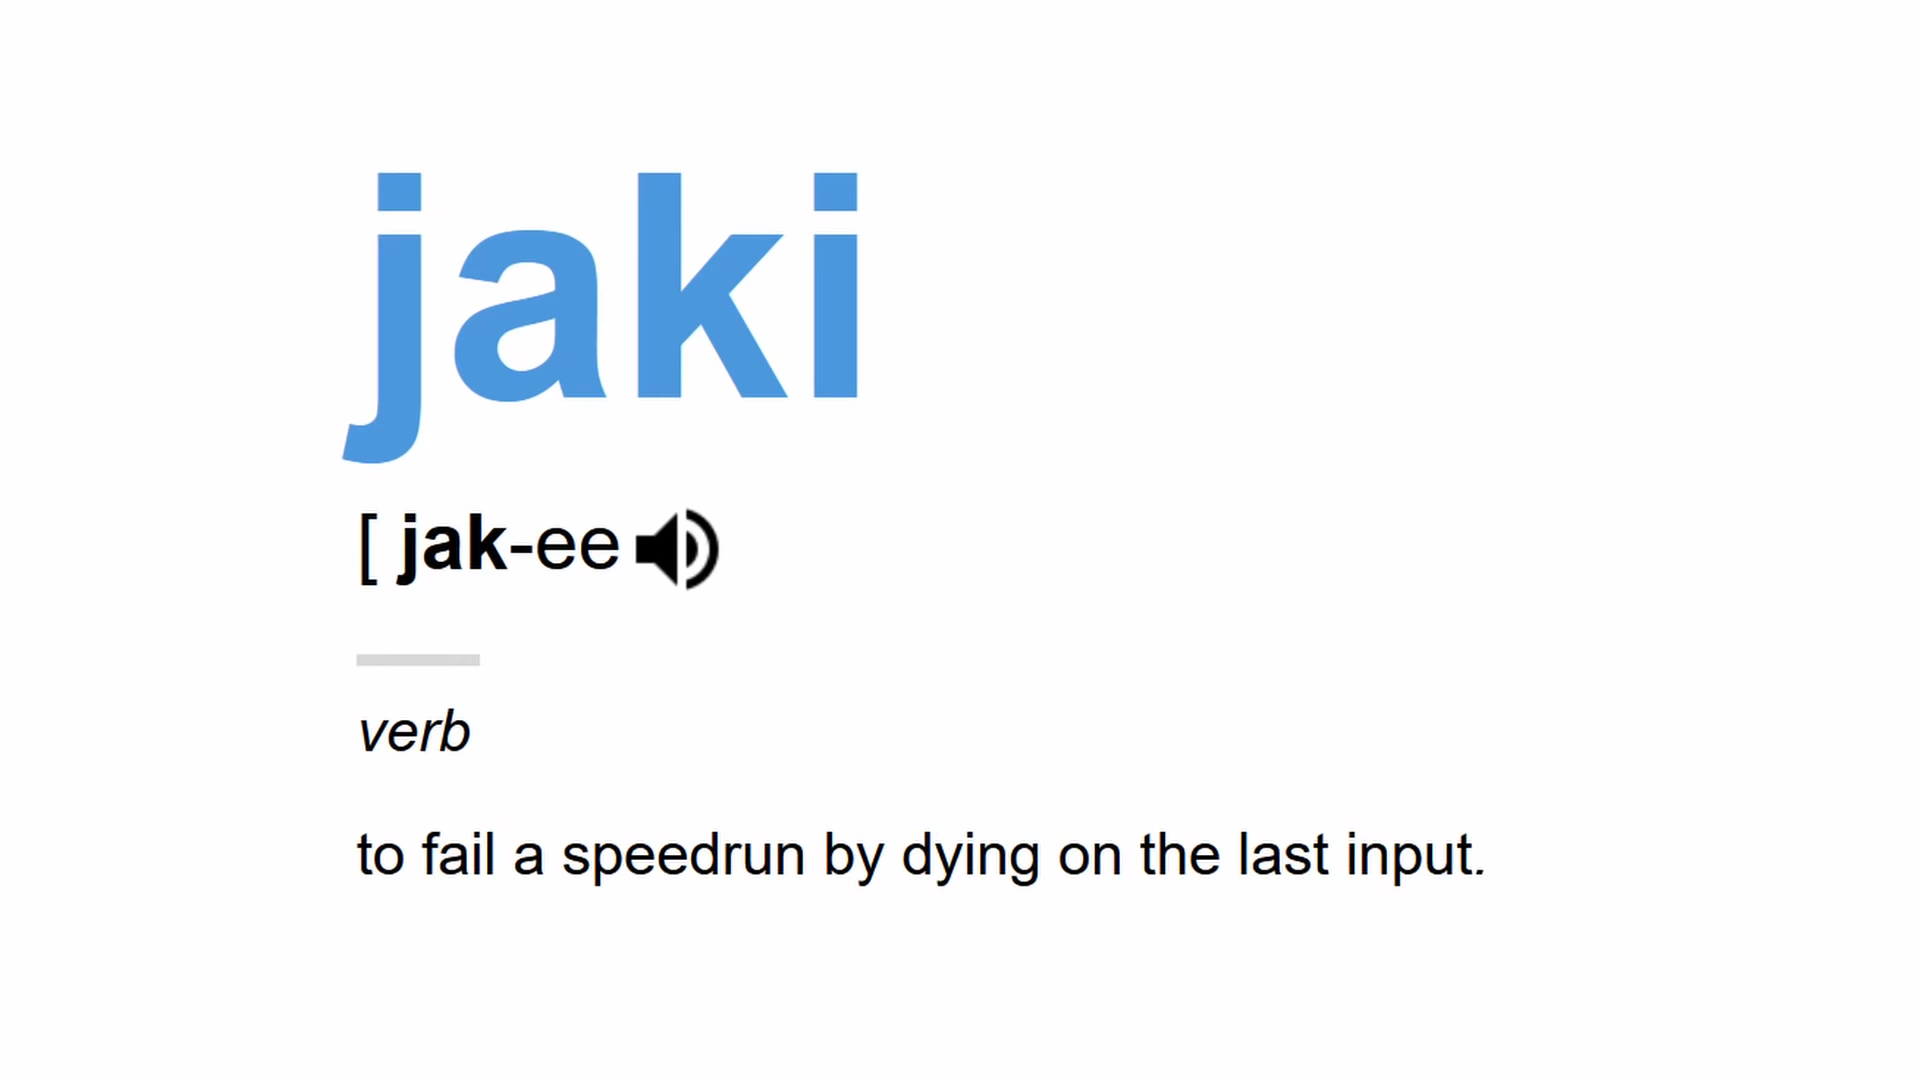 jaki
[ jak-ee
verb
to fail a speedrun by dying on the last input.